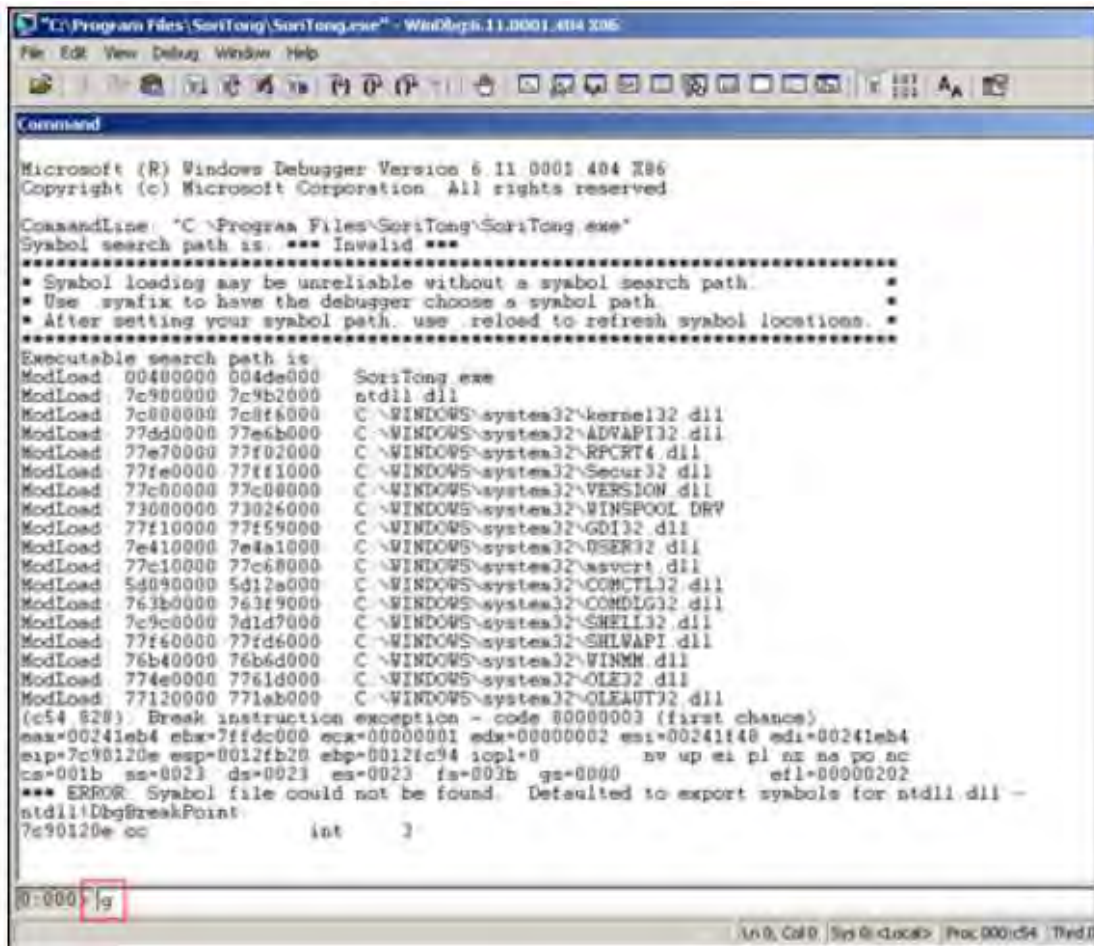 "C:\Program Files\SoriTong\SoriTong.exe" - WinDbg:6.11.0001.404 X86
File Edit View Debug Window Help
Command
Microsoft (R) Windows Debugger Version 6.11.0001.404 X86
Copyright (c) Microsoft Corporation. All rights reserved.
CommandLine: "C:\Program Files\SoriTong\SoriTong.exe"
Symbol search path is: *** Invalid ***
****************************************************************************
* Symbol loading may be unreliable without a symbol search path. *
* Use .symfix to have the debugger choose a symbol path. *
* After setting your symbol path, use .reload to refresh symbol locations. *
****************************************************************************
Executable search path is:
ModLoad: 00400000 004de000 SoriTong.exe
ModLoad: 7c900000 7c9b2000 ntdll.dll
ModLoad: 7c800000 7c8f6000 C:\WINDOWS\system32\kernel32.dll
ModLoad: 77dd0000 77e6b000 C:\WINDOWS\system32\ADVAPI32.dll
ModLoad: 77e70000 77f02000 C:\WINDOWS\system32\RPCRT4.dll
ModLoad: 77fe0000 77ff1000 C:\WINDOWS\system32\Secur32.dll
ModLoad: 77c00000 77c08000 C:\WINDOWS\system32\VERSION.dll
ModLoad: 73000000 73026000 C:\WINDOWS\system32\WINSPOOL.DRV
ModLoad: 77f10000 77f59000 C:\WINDOWS\system32\GDI32.dll
ModLoad: 7e410000 7e4a1000 C:\WINDOWS\system32\USER32.dll
ModLoad: 77c10000 77c68000 C:\WINDOWS\system32\msvcrt.dll
ModLoad: 5d090000 5d12a000 C:\WINDOWS\system32\COMCTL32.dll
ModLoad: 763b0000 763f9000 C:\WINDOWS\system32\COMDLG32.dll
ModLoad: 7c9c0000 7d1d7000 C:\WINDOWS\system32\SHELL32.dll
ModLoad: 77f60000 77fd6000 C:\WINDOWS\system32\SHLWAPI.dll
ModLoad: 76b40000 76b6d000 C:\WINDOWS\system32\WINMM.dll
ModLoad: 774e0000 7761d000 C:\WINDOWS\system32\OLE32.dll
ModLoad: 77120000 771ab000 C:\WINDOWS\system32\OLEAUT32.dll
(c54.828): Break instruction exception - code 80000003 (first chance)
eax=00241eb4 ebx=7ffdc000 ecx=00000001 edx=00000002 esi=00241f48 edi=00241eb4
eip=7c90120e esp=0012fb20 ebp=0012fc94 iopl=0 nv up ei pl nz na po nc
cs=001b ss=0023 ds=0023 es=0023 fs=003b gs=0000 efl=00000202
*** ERROR: Symbol file could not be found. Defaulted to export symbols for ntdll.dll -
ntdll!DbgBreakPoint:
7c90120e cc int 3
0:000> g
Ln 0, Col 0 Sys 0:<Local> Proc 000:c54 Thrd 0